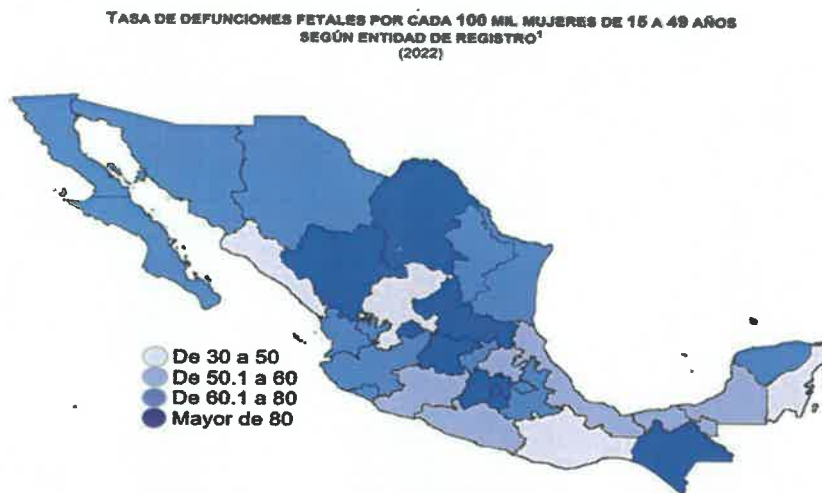 TASA DE DEFUNCIONES FETALES POR CADA 100 MIL MUJERES DE 15 A 49 AÑOS
SEGÚN ENTIDAD DE REGISTRO¹
(2022)
De 30 a 50
De 50.1 a 60
De 60.1 a 80
Mayor de 80